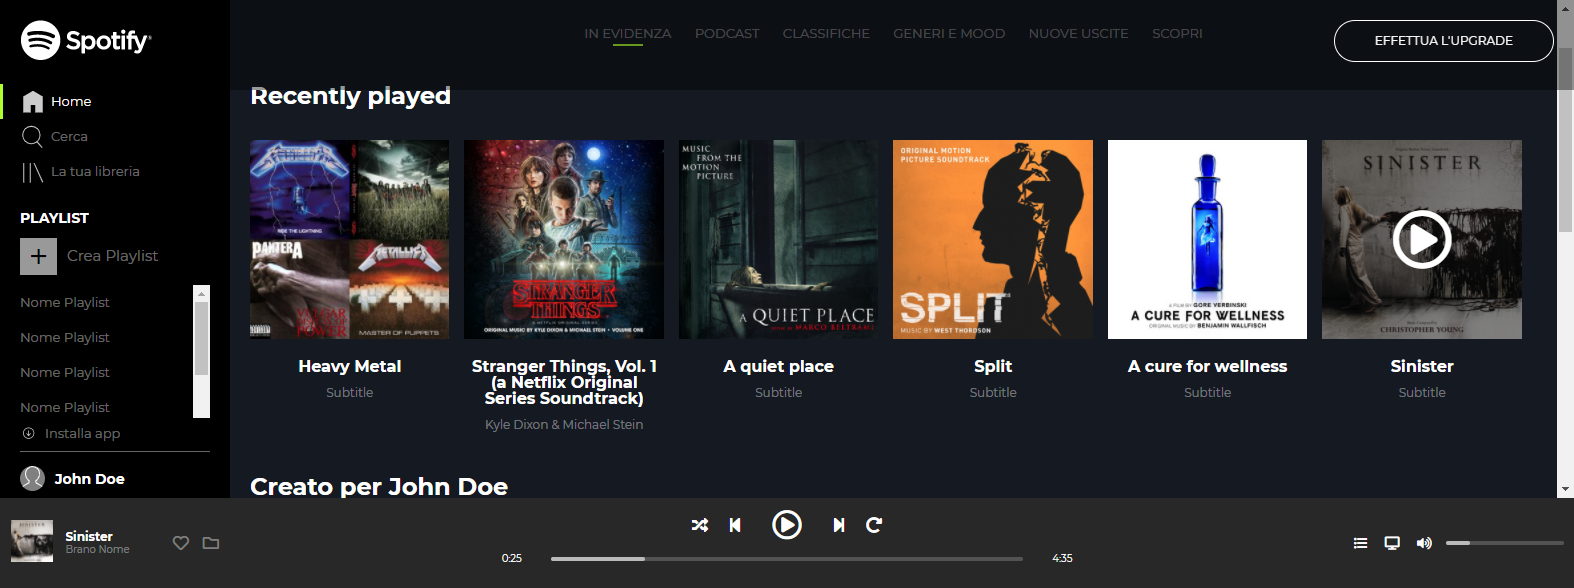 Spotify
IN EVIDENZA
PODCAST
CLASSIFICHE
GENERI E MOOD
NUOVE USCITE
SCOPRI
EFFETTUA L'UPGRADE
Home
Cerca
La tua libreria
PLAYLIST
Crea Playlist
Nome Playlist
Nome Playlist
Nome Playlist
Nome Playlist
Installa app
John Doe
Recently played
METALLICA
RIDE THE LIGHTNING
PANTERA
VULGAR
POWER
METALLICA
MASTER OF PUPPETS
Heavy Metal
Subtitle
STRANGER
THINGS
A NETFLIX ORIGINAL SERIES
ORIGINAL MUSIC BY KYLE DIXON & MICHAEL STEIN • VOLUME ONE
Stranger Things, Vol. 1
(a Netflix Original
Series Soundtrack)
Kyle Dixon & Michael Stein
MUSIC
FROM THE
MOTION
PICTURE
A QUIET PLACE
MUSIC BY MARCO BELTRAMI
A quiet place
Subtitle
ORIGINAL MOTION
PICTURE SOUNDTRACK
SPLIT
MUSIC BY WEST THORDSON
Split
Subtitle
A FILM BY GORE VERBINSKI
A CURE FOR WELLNESS
ORIGINAL MUSIC BY BENJAMIN WALLFISCH
A cure for wellness
Subtitle
SINISTER
CHRISTOPHER YOUNG
Sinister
Subtitle
Creato per John Doe
SINISTER
Sinister
Brano Nome
0:25
4:35